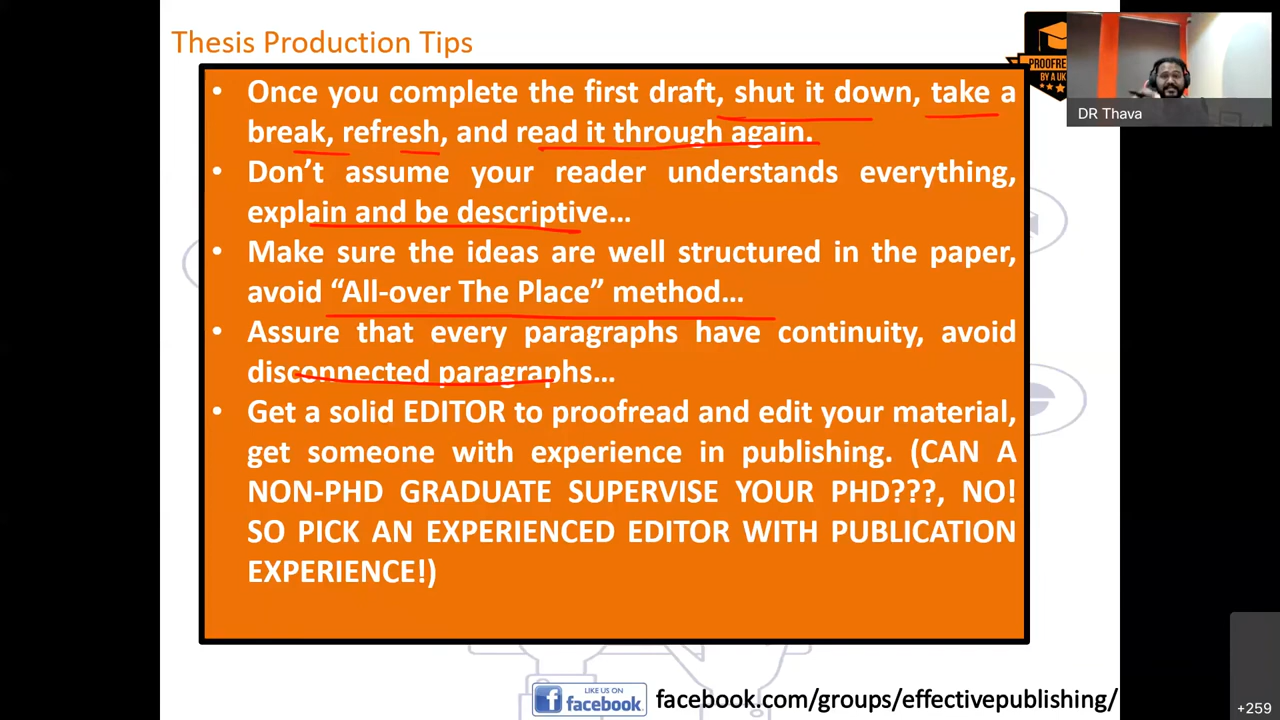 Thesis Production Tips
PROOFRE
BY A UK
DR Thava
• Once you complete the first draft, shut it down, take a
break, refresh, and read it through again.
• Don’t assume your reader understands everything,
explain and be descriptive…
• Make sure the ideas are well structured in the paper,
avoid “All-over The Place” method…
• Assure that every paragraphs have continuity, avoid
disconnected paragraphs…
• Get a solid EDITOR to proofread and edit your material,
get someone with experience in publishing. (CAN A
NON-PHD GRADUATE SUPERVISE YOUR PHD???, NO!
SO PICK AN EXPERIENCED EDITOR WITH PUBLICATION
EXPERIENCE!)
LIKE US ON
facebook.
facebook.com/groups/effectivepublishing/
+259